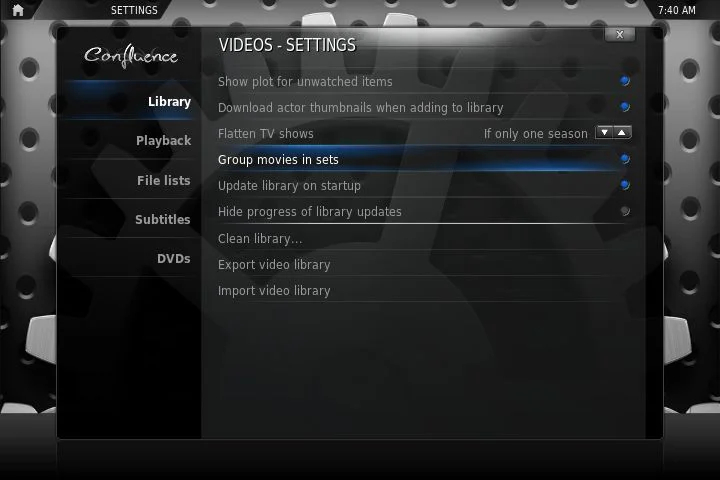 SETTINGS
7:40 AM
Confluence
VIDEOS - SETTINGS
X
Library
Playback
File lists
Subtitles
DVDs
Show plot for unwatched items
Download actor thumbnails when adding to library
Flatten TV shows If only one season
Group movies in sets
Update library on startup
Hide progress of library updates
Clean library...
Export video library
Import video library